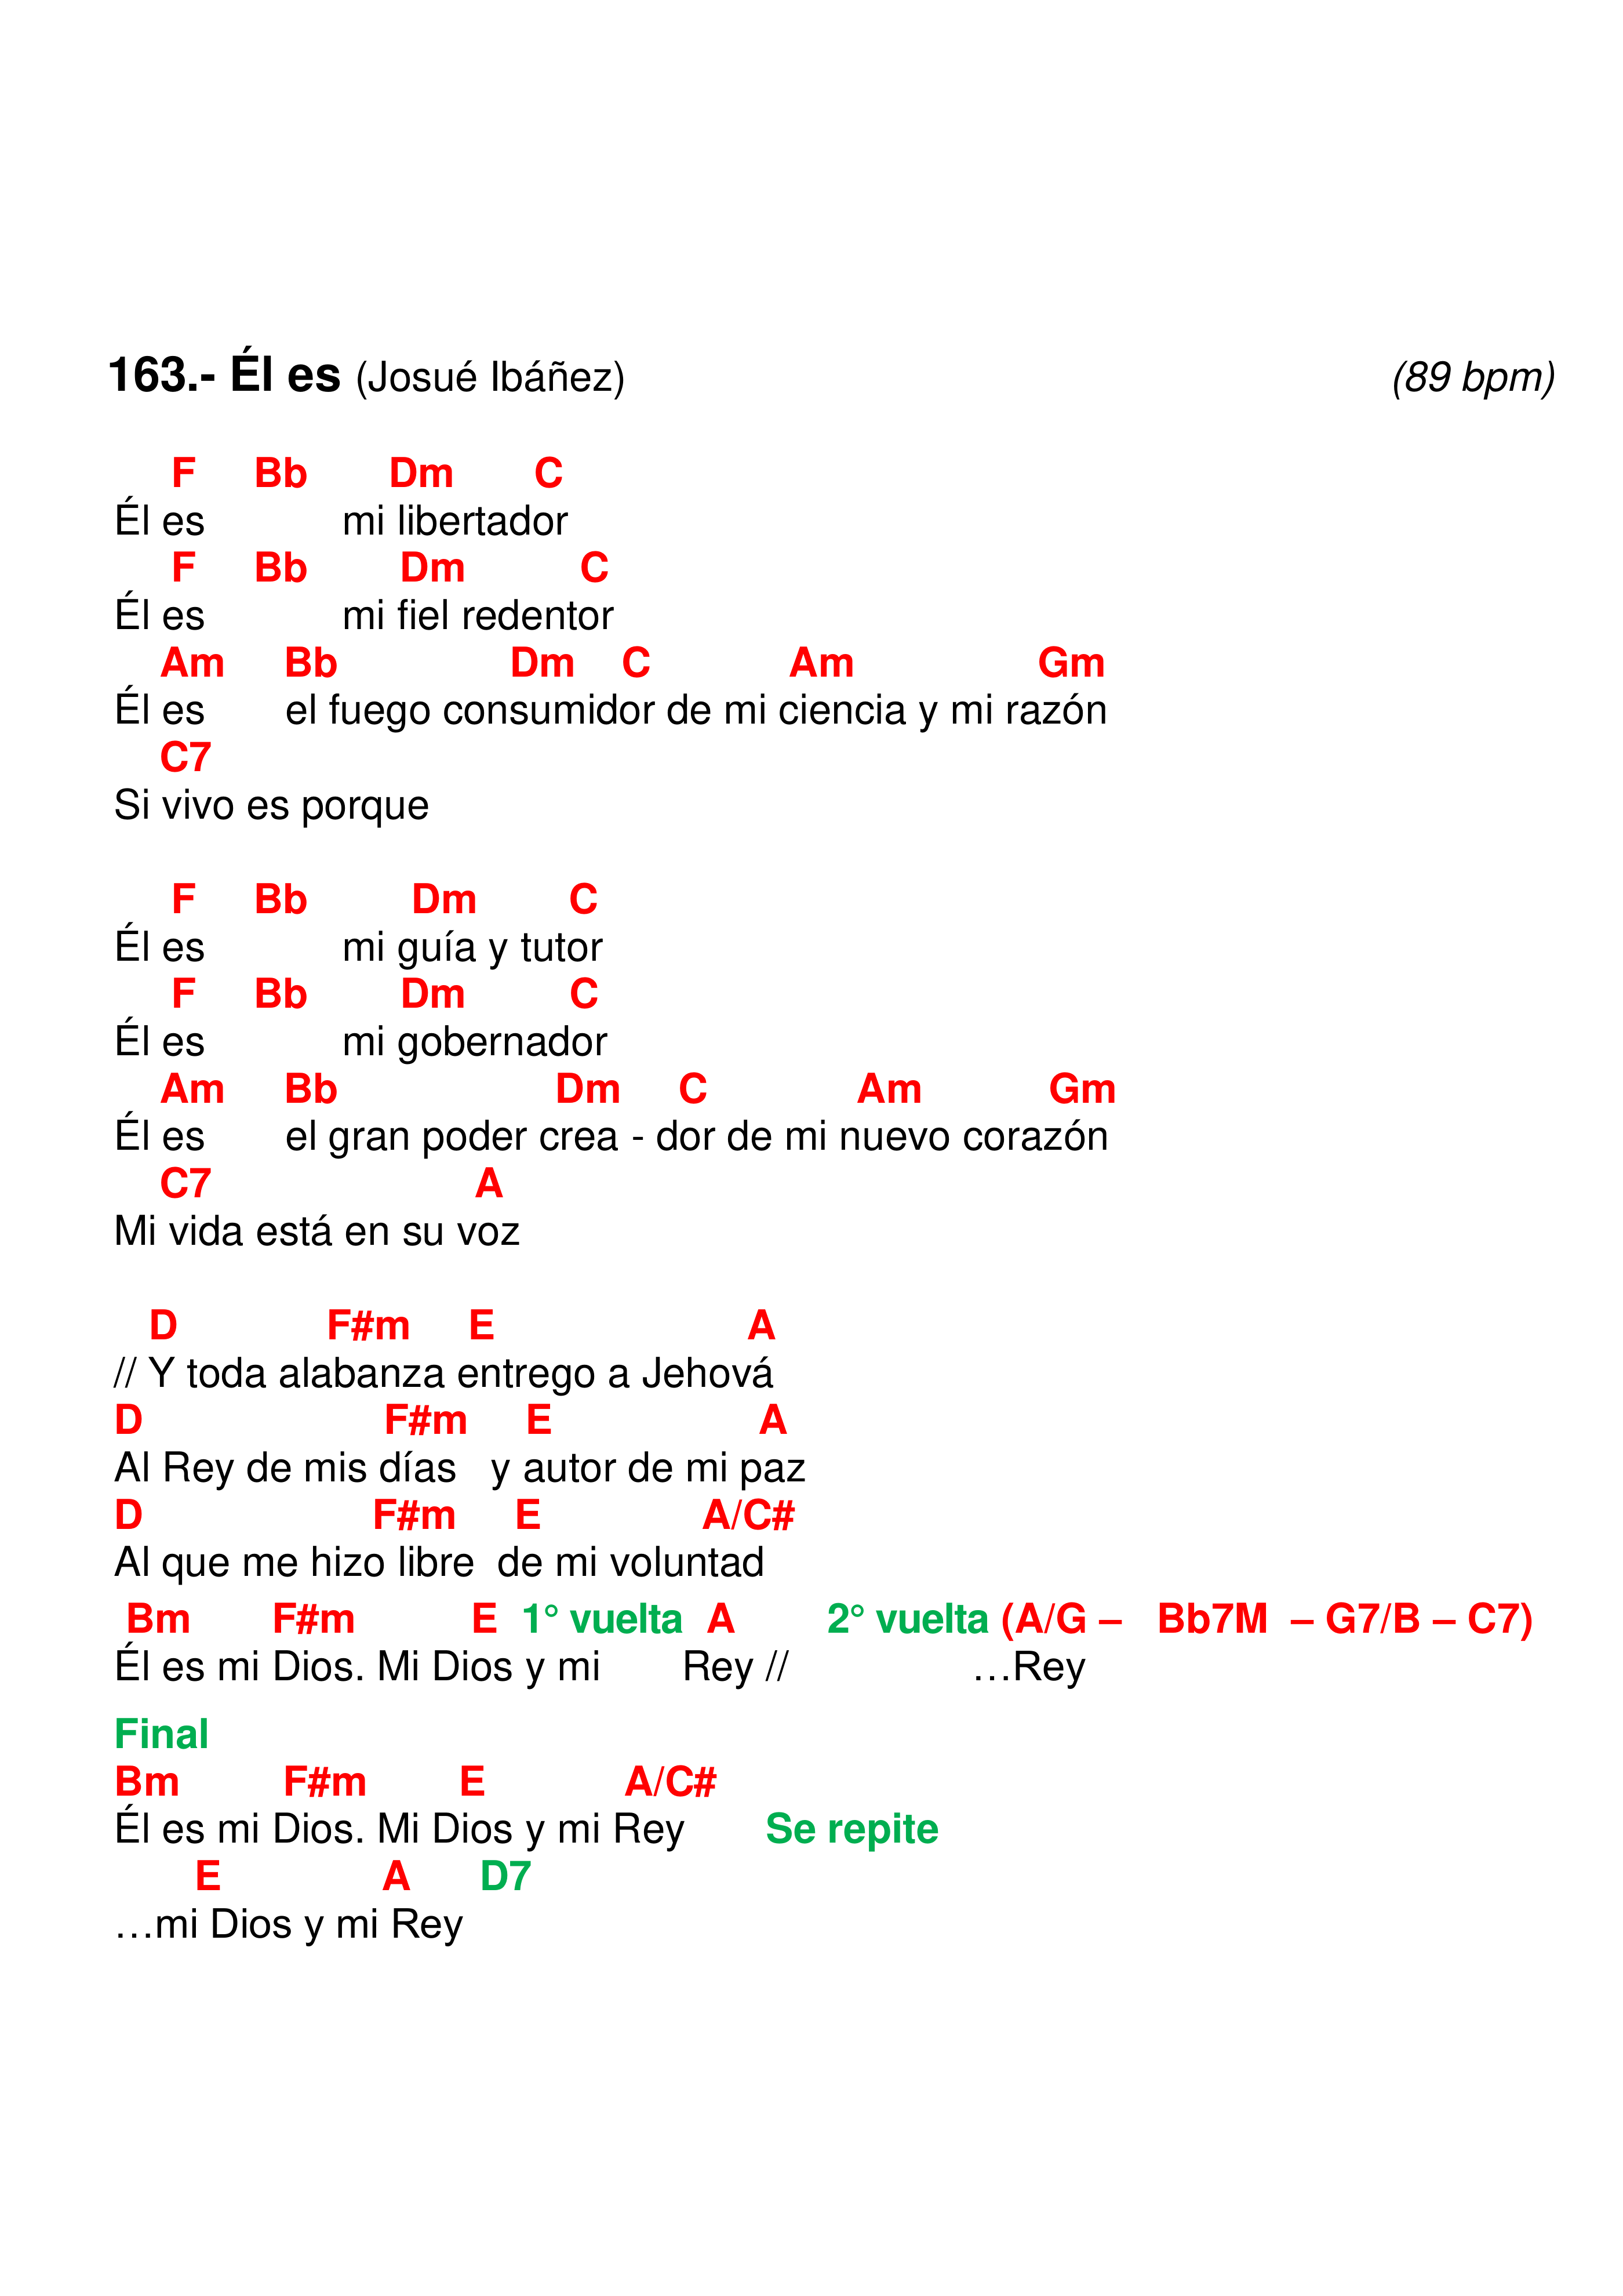 163.- Él es (Josué Ibáñez) (89 bpm)
F Bb Dm C
Él es mi libertador
F Bb Dm C
Él es mi fiel redentor
Am Bb Dm C Am Gm
Él es el fuego consumidor de mi ciencia y mi razón
C7
Si vivo es porque
F Bb Dm C
Él es mi guía y tutor
F Bb Dm C
Él es mi gobernador
Am Bb Dm C Am Gm
Él es el gran poder crea - dor de mi nuevo corazón
C7 A
Mi vida está en su voz
D F#m E A
// Y toda alabanza entrego a Jehová
D F#m E A
Al Rey de mis días y autor de mi paz
D F#m E A/C#
Al que me hizo libre de mi voluntad
Bm F#m E 1° vuelta A 2° vuelta (A/G – Bb7M – G7/B – C7)
Él es mi Dios. Mi Dios y mi Rey // …Rey
Final
Bm F#m E A/C#
Él es mi Dios. Mi Dios y mi Rey Se repite
E A D7
…mi Dios y mi Rey